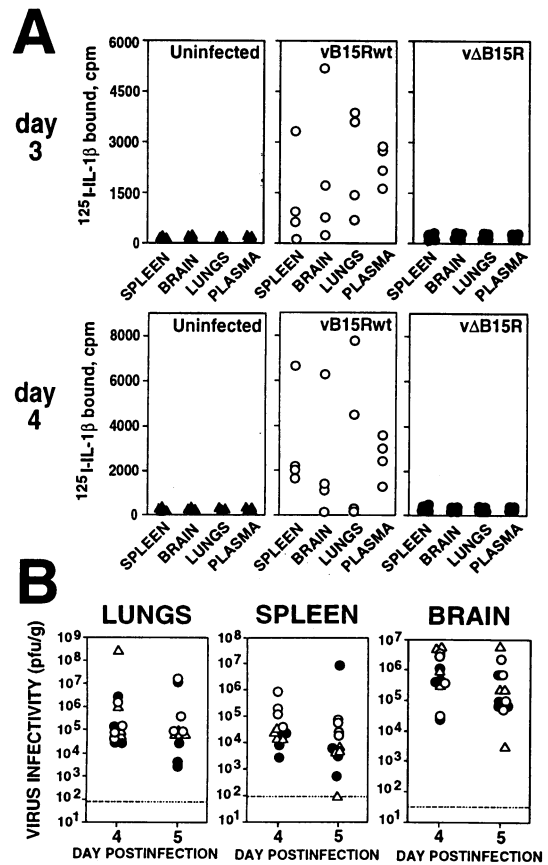 A
day 3
125I-IL-1β bound, cpm
6000
4500
3000
1500
0
Uninfected
vB15Rwt
vΔB15R
SPLEEN BRAIN LUNGS PLASMA
SPLEEN BRAIN LUNGS PLASMA
SPLEEN BRAIN LUNGS PLASMA
day 4
125I-IL-1β bound, cpm
8000
6000
4000
2000
0
Uninfected
vB15Rwt
vΔB15R
SPLEEN BRAIN LUNGS PLASMA
SPLEEN BRAIN LUNGS PLASMA
SPLEEN BRAIN LUNGS PLASMA
B
VIRUS INFECTIVITY (pfu/g)
LUNGS
10⁹
10⁸
10⁷
10⁶
10⁵
10⁴
10³
10²
10¹
4 5
DAY POSTINFECTION
SPLEEN
10⁸
10⁷
10⁶
10⁵
10⁴
10³
10²
10¹
4 5
DAY POSTINFECTION
BRAIN
10⁷
10⁶
10⁵
10⁴
10³
10²
10¹
4 5
DAY POSTINFECTION